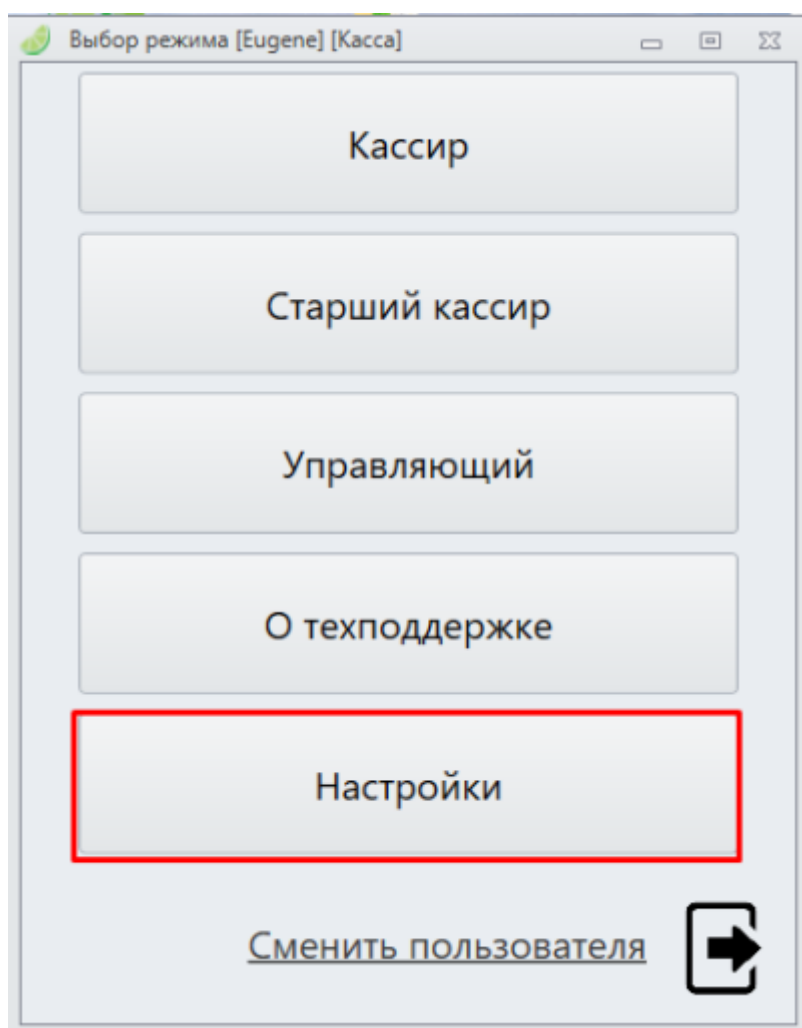 Выбор режима [Eugene] [Касса]
Кассир
Старший кассир
Управляющий
О техподдержке
Настройки
Сменить пользователя